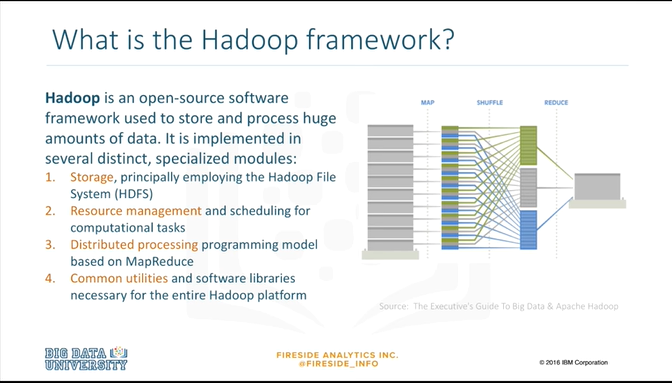 What is the Hadoop framework?
Hadoop is an open-source software
framework used to store and process huge
amounts of data. It is implemented in
several distinct, specialized modules:
1. Storage, principally employing the Hadoop File
System (HDFS)
2. Resource management and scheduling for
computational tasks
3. Distributed processing programming model
based on MapReduce
4. Common utilities and software libraries
necessary for the entire Hadoop platform
MAP SHUFFLE REDUCE
Source: The Executive's Guide To Big Data & Apache Hadoop
BIG DATA
UNIVERSITY
FIRESIDE ANALYTICS INC.
@FIRESIDE_INFO
© 2016 IBM Corporation